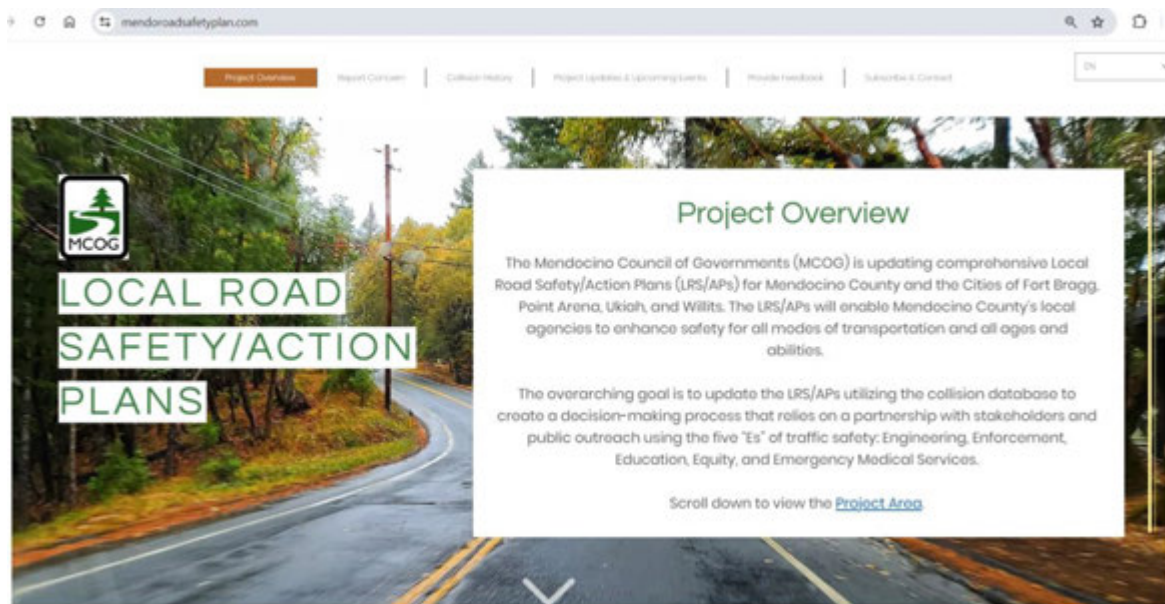 mendoroadsafetyplan.com
Project Overview
Report Concern
Collision History
Project Updates & Upcoming Events
Provide Feedback
Subscribe & Contact
EN
MCOG
LOCAL ROAD
SAFETY/ACTION
PLANS
Project Overview
The Mendocino Council of Governments (MCOG) is updating comprehensive Local
Road Safety/Action Plans (LRS/APs) for Mendocino County and the Cities of Fort Bragg,
Point Arena, Ukiah, and Willits. The LRS/APs will enable Mendocino County's local
agencies to enhance safety for all modes of transportation and all ages and
abilities.
The overarching goal is to update the LRS/APs utilizing the collision database to
create a decision-making process that relies on a partnership with stakeholders and
public outreach using the five "Es" of traffic safety: Engineering, Enforcement,
Education, Equity, and Emergency Medical Services.
Scroll down to view the Project Area.